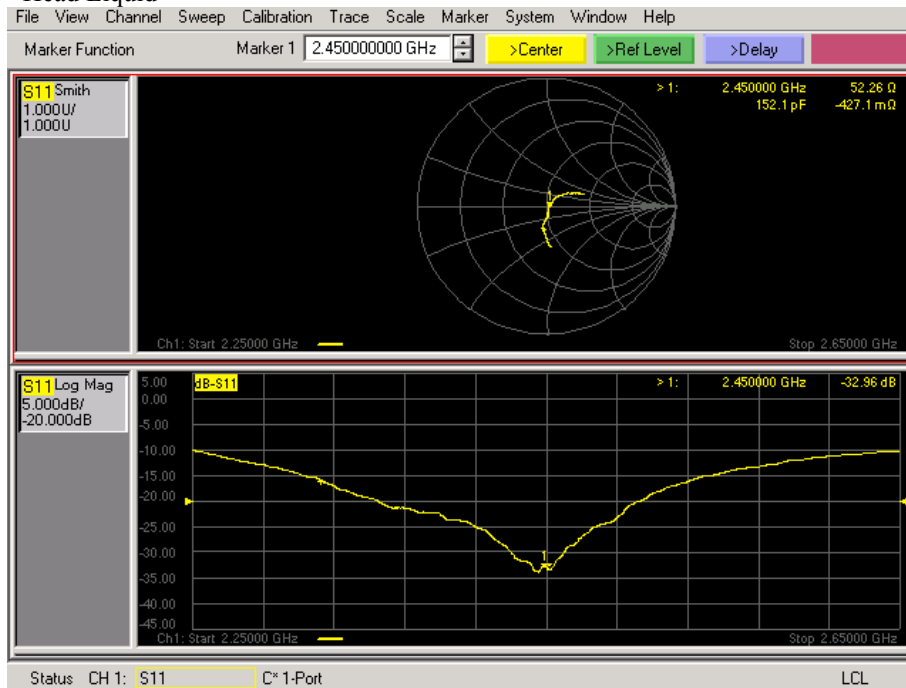 Head Liquid
File View Channel Sweep Calibration Trace Scale Marker System Window Help
Marker Function Marker 1 2.450000000 GHz >Center >Ref Level >Delay
S11 Smith
1.000U/
1.000U
> 1: 2.450000 GHz 52.26 Ω
152.1 pF -427.1 mΩ
1
Ch1: Start 2.25000 GHz Stop 2.65000 GHz
S11 Log Mag
5.000dB/
-20.000dB
5.00 dB-S11 > 1: 2.450000 GHz -32.96 dB
0.00
-5.00
-10.00
-15.00
-20.00
-25.00
-30.00
1
-35.00
-40.00
-45.00
Ch1: Start 2.25000 GHz Stop 2.65000 GHz
Status CH 1: S11 C* 1-Port LCL